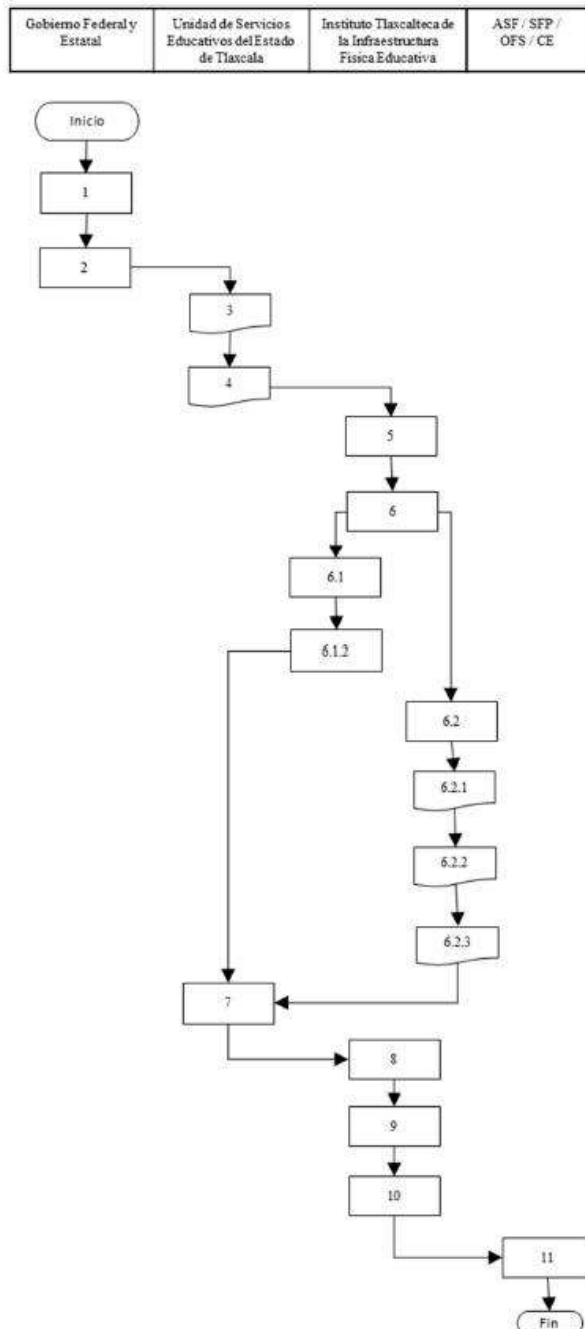 Gobierno Federal y
Estatal
Unidad de Servicios
Educativos del Estado
de Tlaxcala
Instituto Tlaxcalteca de
la Infraestructura
Física Educativa
ASF / SFP /
OFS / CE
Inicio
1
2
3
4
5
6
6.1
6.1.2
6.2
6.2.1
6.2.2
6.2.3
7
8
9
10
11
Fin